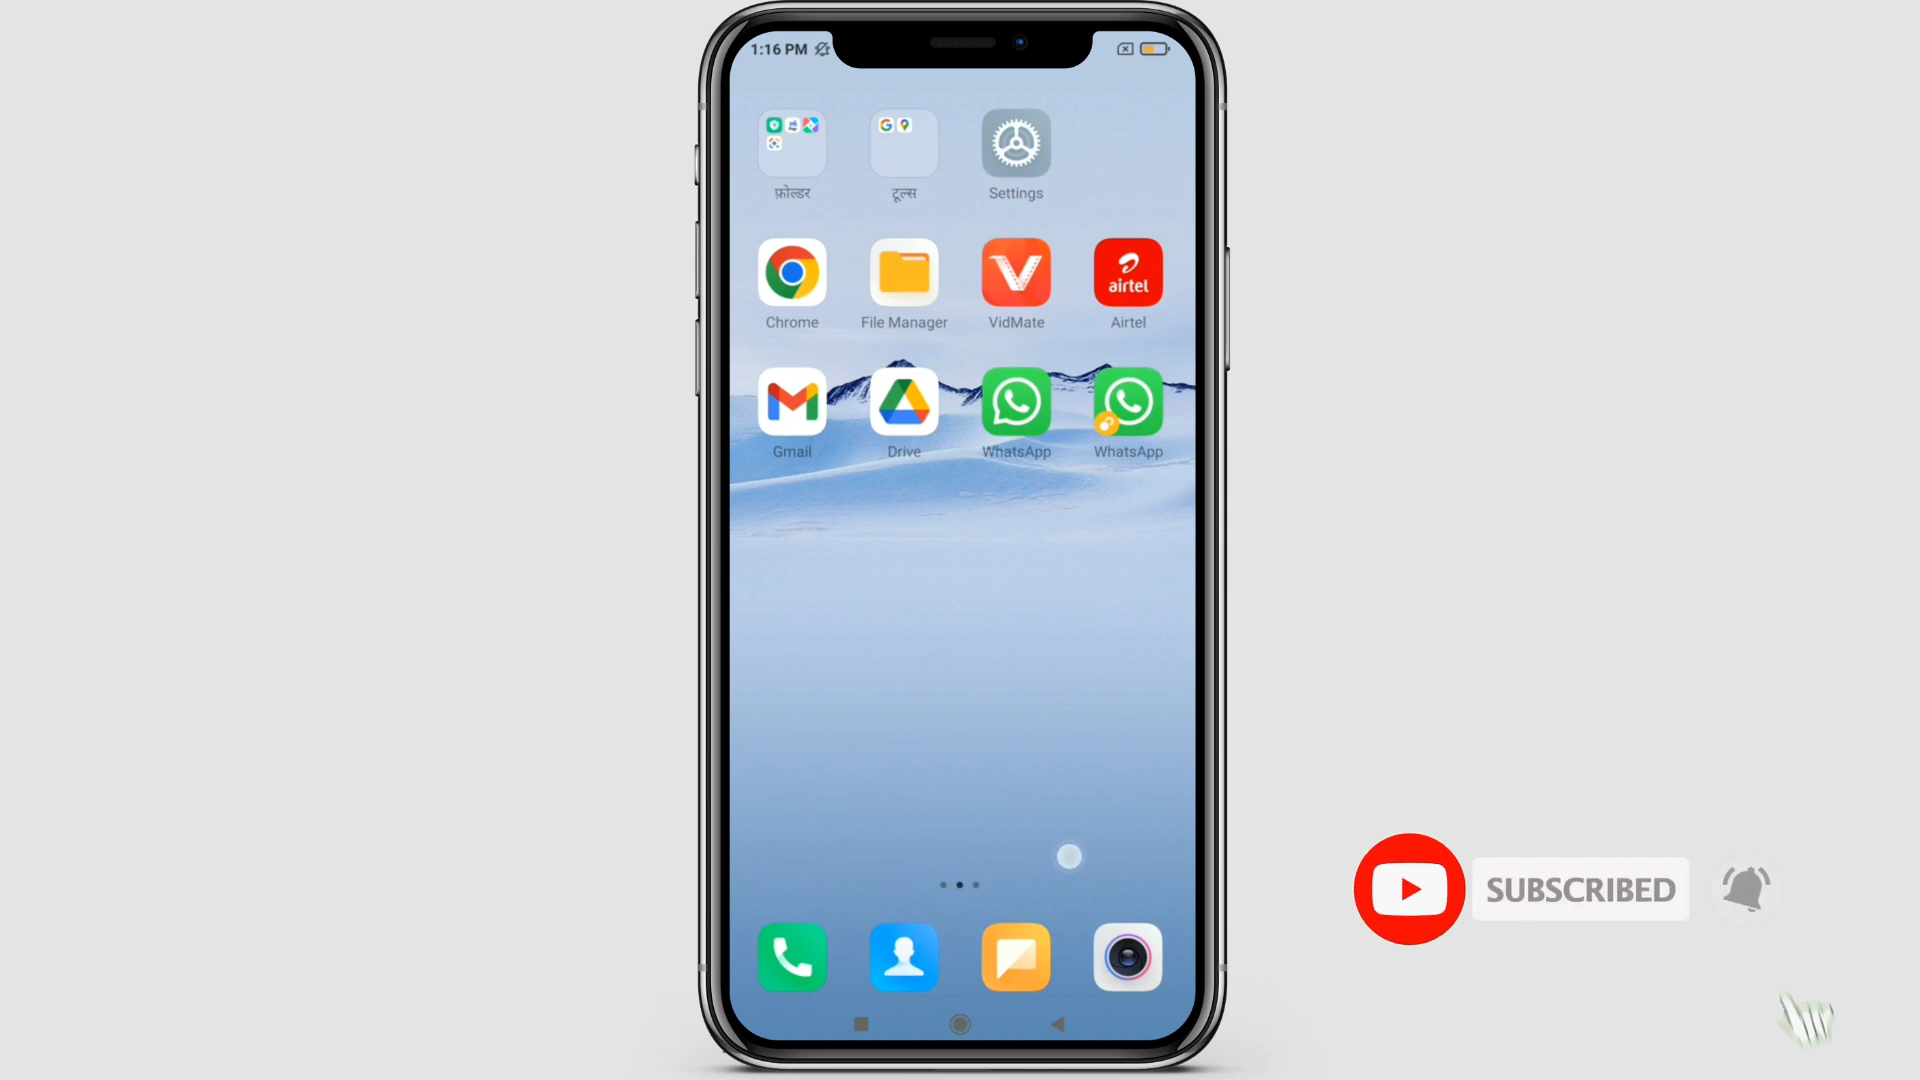 1:16 PM
फ़ोल्डर
टूल्स
Settings
airtel
Chrome
File Manager
VidMate
Airtel
Gmail
Drive
WhatsApp
WhatsApp
SUBSCRIBED